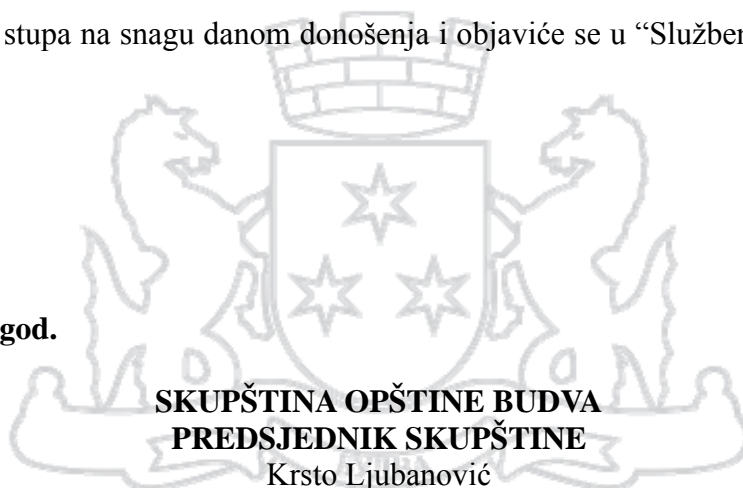 stupa na snagu danom donošenja i objaviće se u “Služben
god.
SKUPŠTINA OPŠTINE BUDVA
PREDSJEDNIK SKUPŠTINE
Krsto Ljubanović